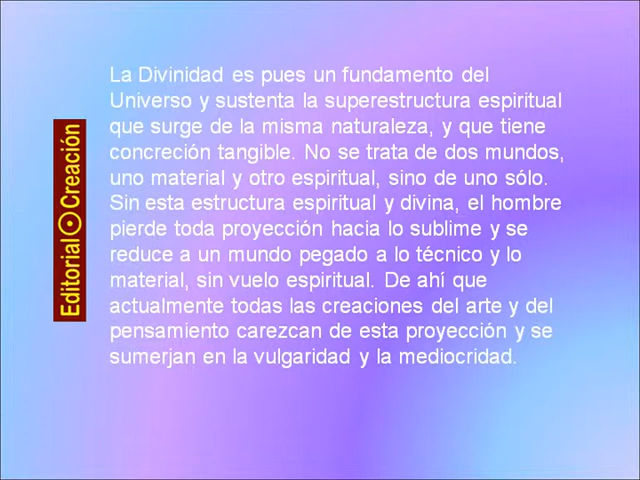 La Divinidad es pues un fundamento del
Universo y sustenta la superestructura espiritual
que surge de la misma naturaleza, y que tiene
concreción tangible. No se trata de dos mundos,
uno material y otro espiritual, sino de uno sólo.
Sin esta estructura espiritual y divina, el hombre
pierde toda proyección hacia lo sublime y se
reduce a un mundo pegado a lo técnico y lo
material, sin vuelo espiritual. De ahí que
actualmente todas las creaciones del arte y del
pensamiento carezcan de esta proyección y se
sumerjan en la vulgaridad y la mediocridad.
Editorial Creación